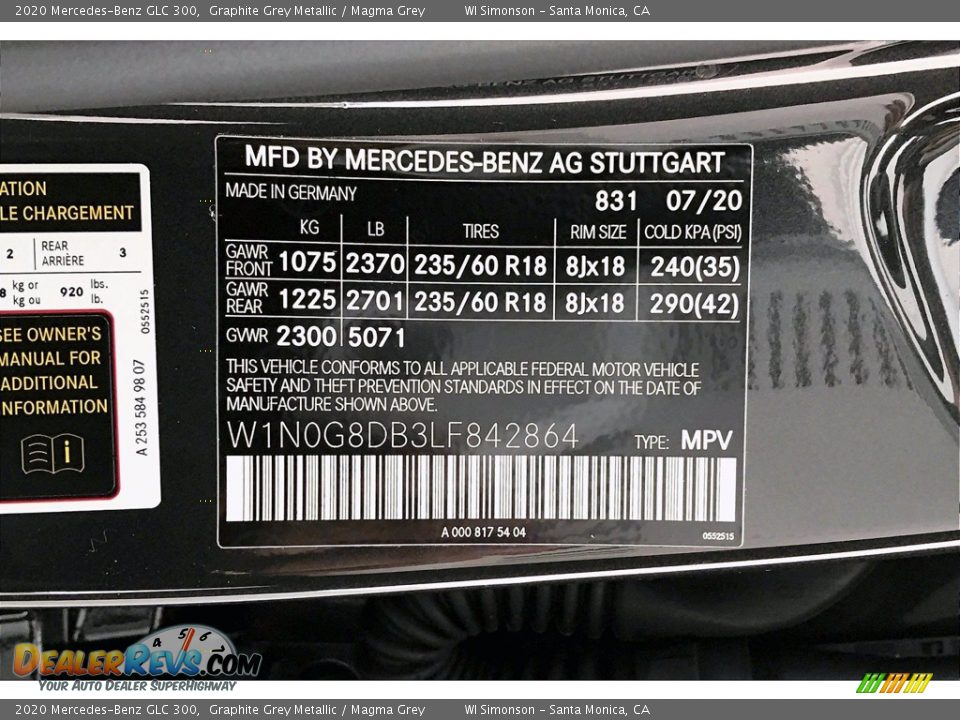 2020 Mercedes-Benz GLC 300, Graphite Grey Metallic / Magma Grey WI Simonson - Santa Monica, CA
MFD BY MERCEDES-BENZ AG STUTTGART
MADE IN GERMANY 831 07/20
KG LB TIRES RIM SIZE COLD KPA(PSI)
GAWR FRONT 1075 2370 235/60 R18 8Jx18 240(35)
GAWR REAR 1225 2701 235/60 R18 8Jx18 290(42)
GVWR 2300 5071
THIS VEHICLE CONFORMS TO ALL APPLICABLE FEDERAL MOTOR VEHICLE
SAFETY AND THEFT PREVENTION STANDARDS IN EFFECT ON THE DATE OF
MANUFACTURE SHOWN ABOVE.
W1N0G8DB3LF842864 TYPE: MPV
A 000 817 54 04 0552515
ATION
LE CHARGEMENT
2 REAR ARRIÈRE 3
8 kg or kg ou 920 lbs. lb.
SEE OWNER'S
MANUAL FOR
ADDITIONAL
INFORMATION
A 253 584 98 07 0552515
4 5 6
DEALERREVS.COM
YOUR AUTO DEALER SUPERHIGHWAY
2020 Mercedes-Benz GLC 300, Graphite Grey Metallic / Magma Grey WI Simonson - Santa Monica, CA